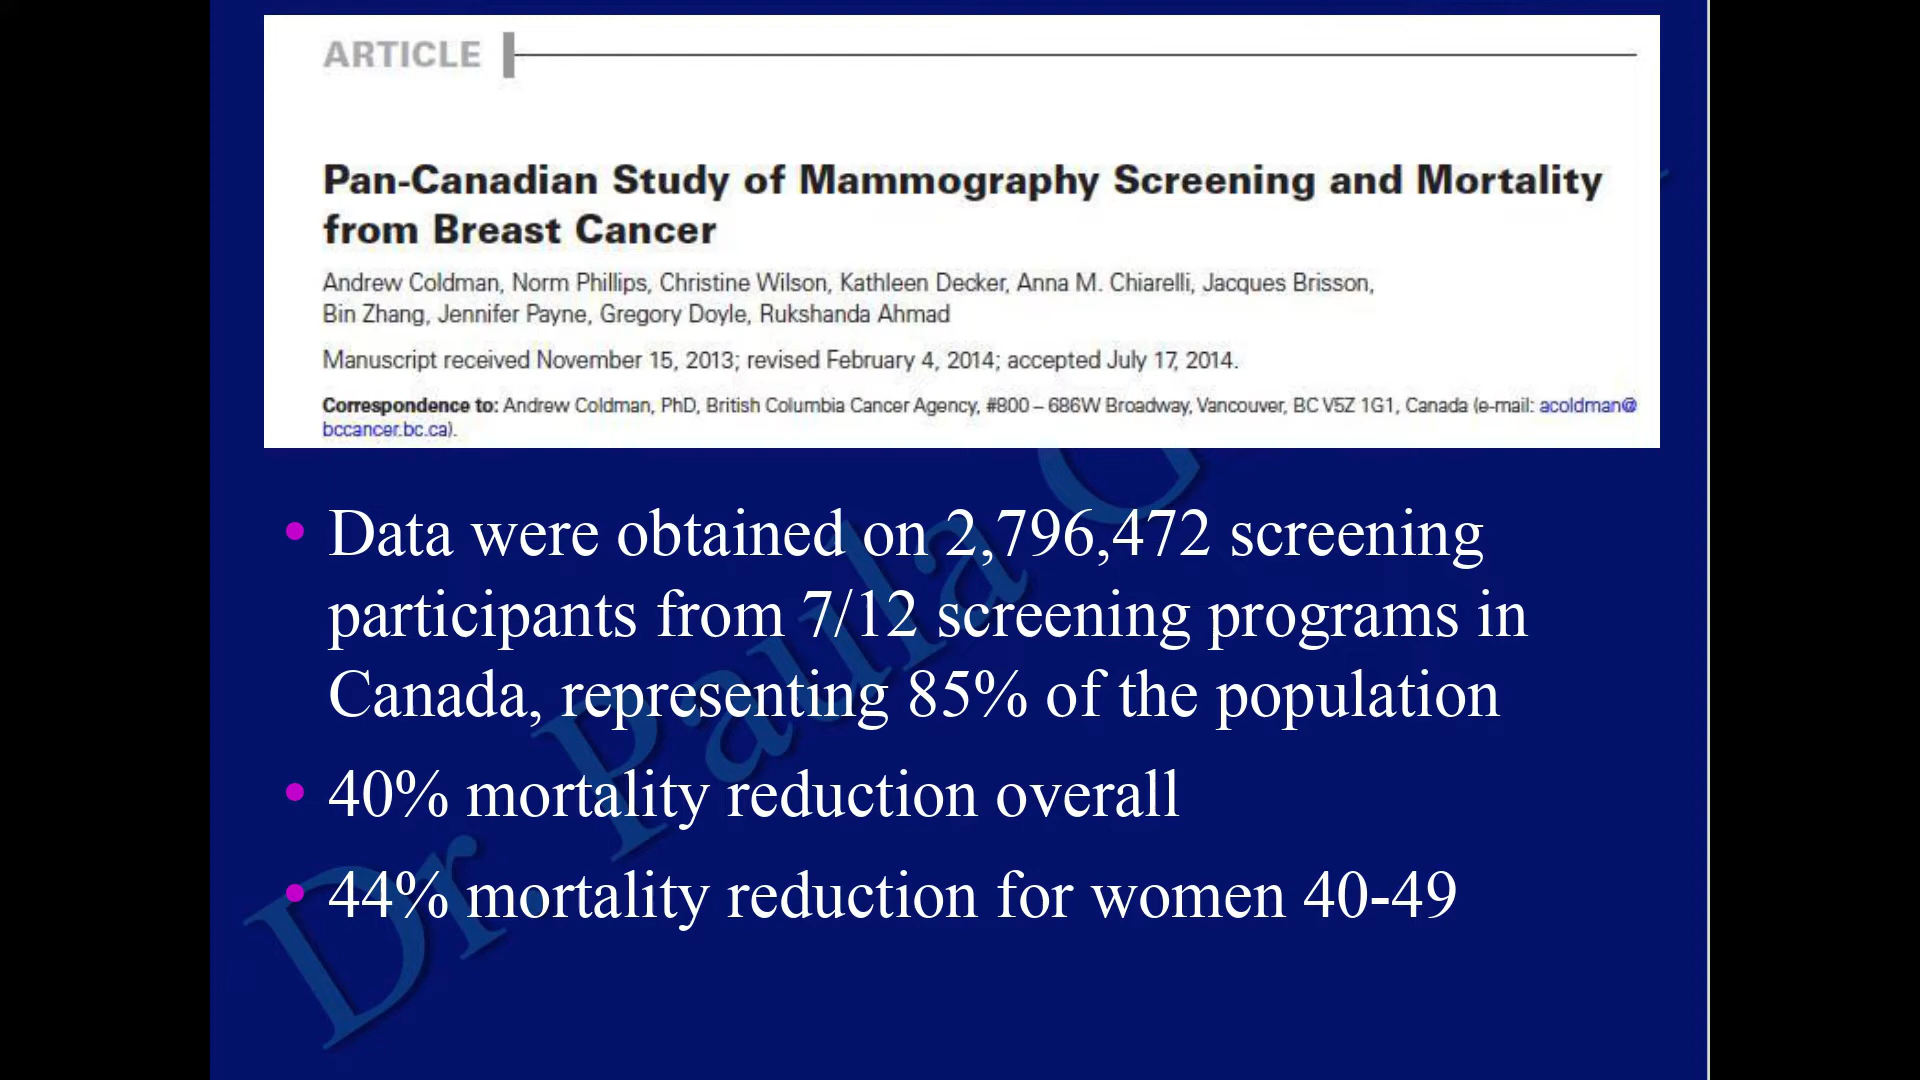 ARTICLE
Pan-Canadian Study of Mammography Screening and Mortality
from Breast Cancer
Andrew Coldman, Norm Phillips, Christine Wilson, Kathleen Decker, Anna M. Chiarelli, Jacques Brisson,
Bin Zhang, Jennifer Payne, Gregory Doyle, Rukshanda Ahmad
Manuscript received November 15, 2013; revised February 4, 2014; accepted July 17, 2014.
Correspondence to: Andrew Coldman, PhD, British Columbia Cancer Agency, #800 – 686W Broadway, Vancouver, BC V5Z 1G1, Canada (e-mail: acoldman@
bccancer.bc.ca).
• Data were obtained on 2,796,472 screening
participants from 7/12 screening programs in
Canada, representing 85% of the population
• 40% mortality reduction overall
• 44% mortality reduction for women 40-49
Dr Paula G